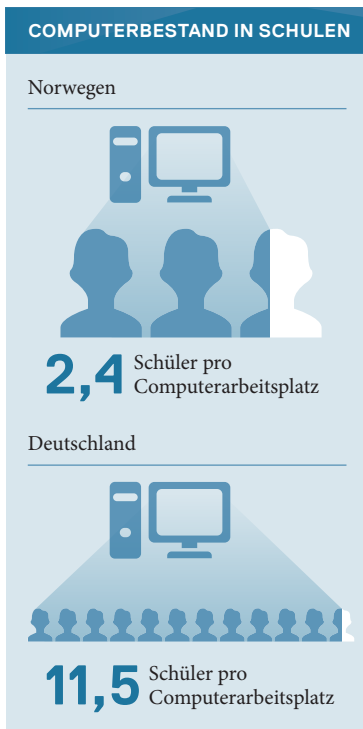 COMPUTERBESTAND IN SCHULEN
Norwegen
2,4 Schüler pro
Computerarbeitsplatz
Deutschland
11,5 Schüler pro
Computerarbeitsplatz